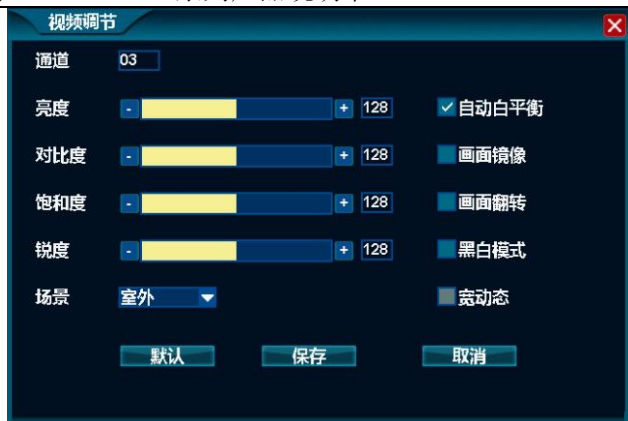 视频调节
通道 03
亮度 - + 128 自动白平衡
对比度 - + 128 画面镜像
饱和度 - + 128 画面翻转
锐度 - + 128 黑白模式
场景 室外 宽动态
默认 保存 取消